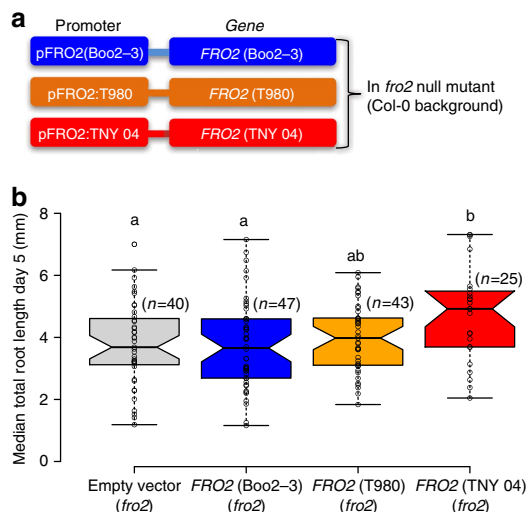 a
Promoter
Gene
pFRO2(Boo2–3)
FRO2 (Boo2–3)
pFRO2:T980
FRO2 (T980)
pFRO2:TNY 04
FRO2 (TNY 04)
In fro2 null mutant
(Col-0 background)
b
Median total root length day 5 (mm)
8
6
4
2
0
a
a
ab
b
(n=40)
(n=47)
(n=43)
(n=25)
Empty vector
(fro2)
FRO2 (Boo2–3)
(fro2)
FRO2 (T980)
(fro2)
FRO2 (TNY 04)
(fro2)